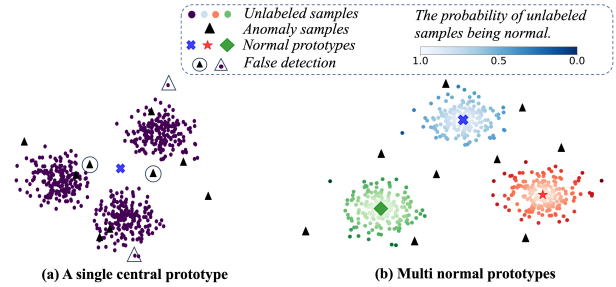 Unlabeled samples
Anomaly samples
Normal prototypes
False detection
The probability of unlabeled
samples being normal.
1.0 0.5 0.0
(a) A single central prototype
(b) Multi normal prototypes